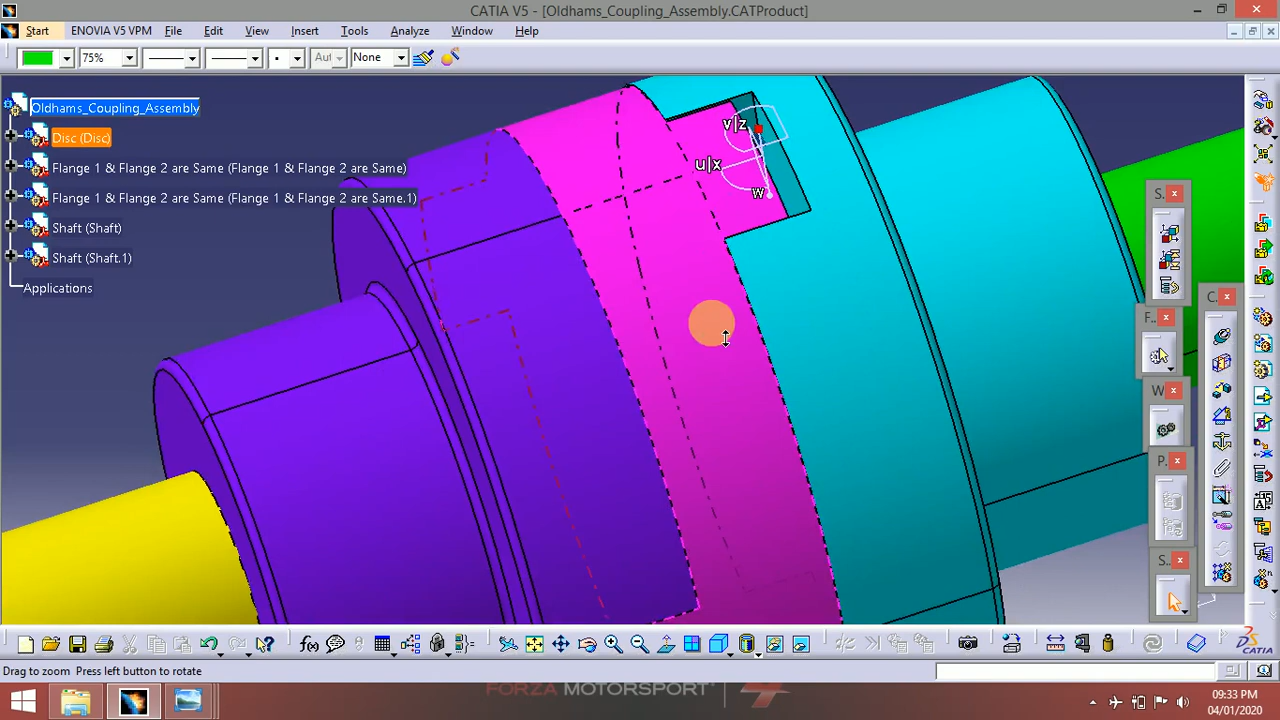 CATIA V5 - [Oldhams_Coupling_Assembly.CATProduct]
Start ENOVIA V5 VPM File Edit View Insert Tools Analyze Window Help
75% Aut None
Oldhams_Coupling_Assembly
Disc (Disc)
Flange 1 & Flange 2 are Same (Flange 1 & Flange 2 are Same)
Flange 1 & Flange 2 are Same (Flange 1 & Flange 2 are Same.1)
Shaft (Shaft)
Shaft (Shaft.1)
Applications
v|z
u|x
w
S..
C..
F...
W
P..
S..
f(x)
CATIA
Drag to zoom Press left button to rotate
FORZA MOTORSPORT
09:33 PM
04/01/2020